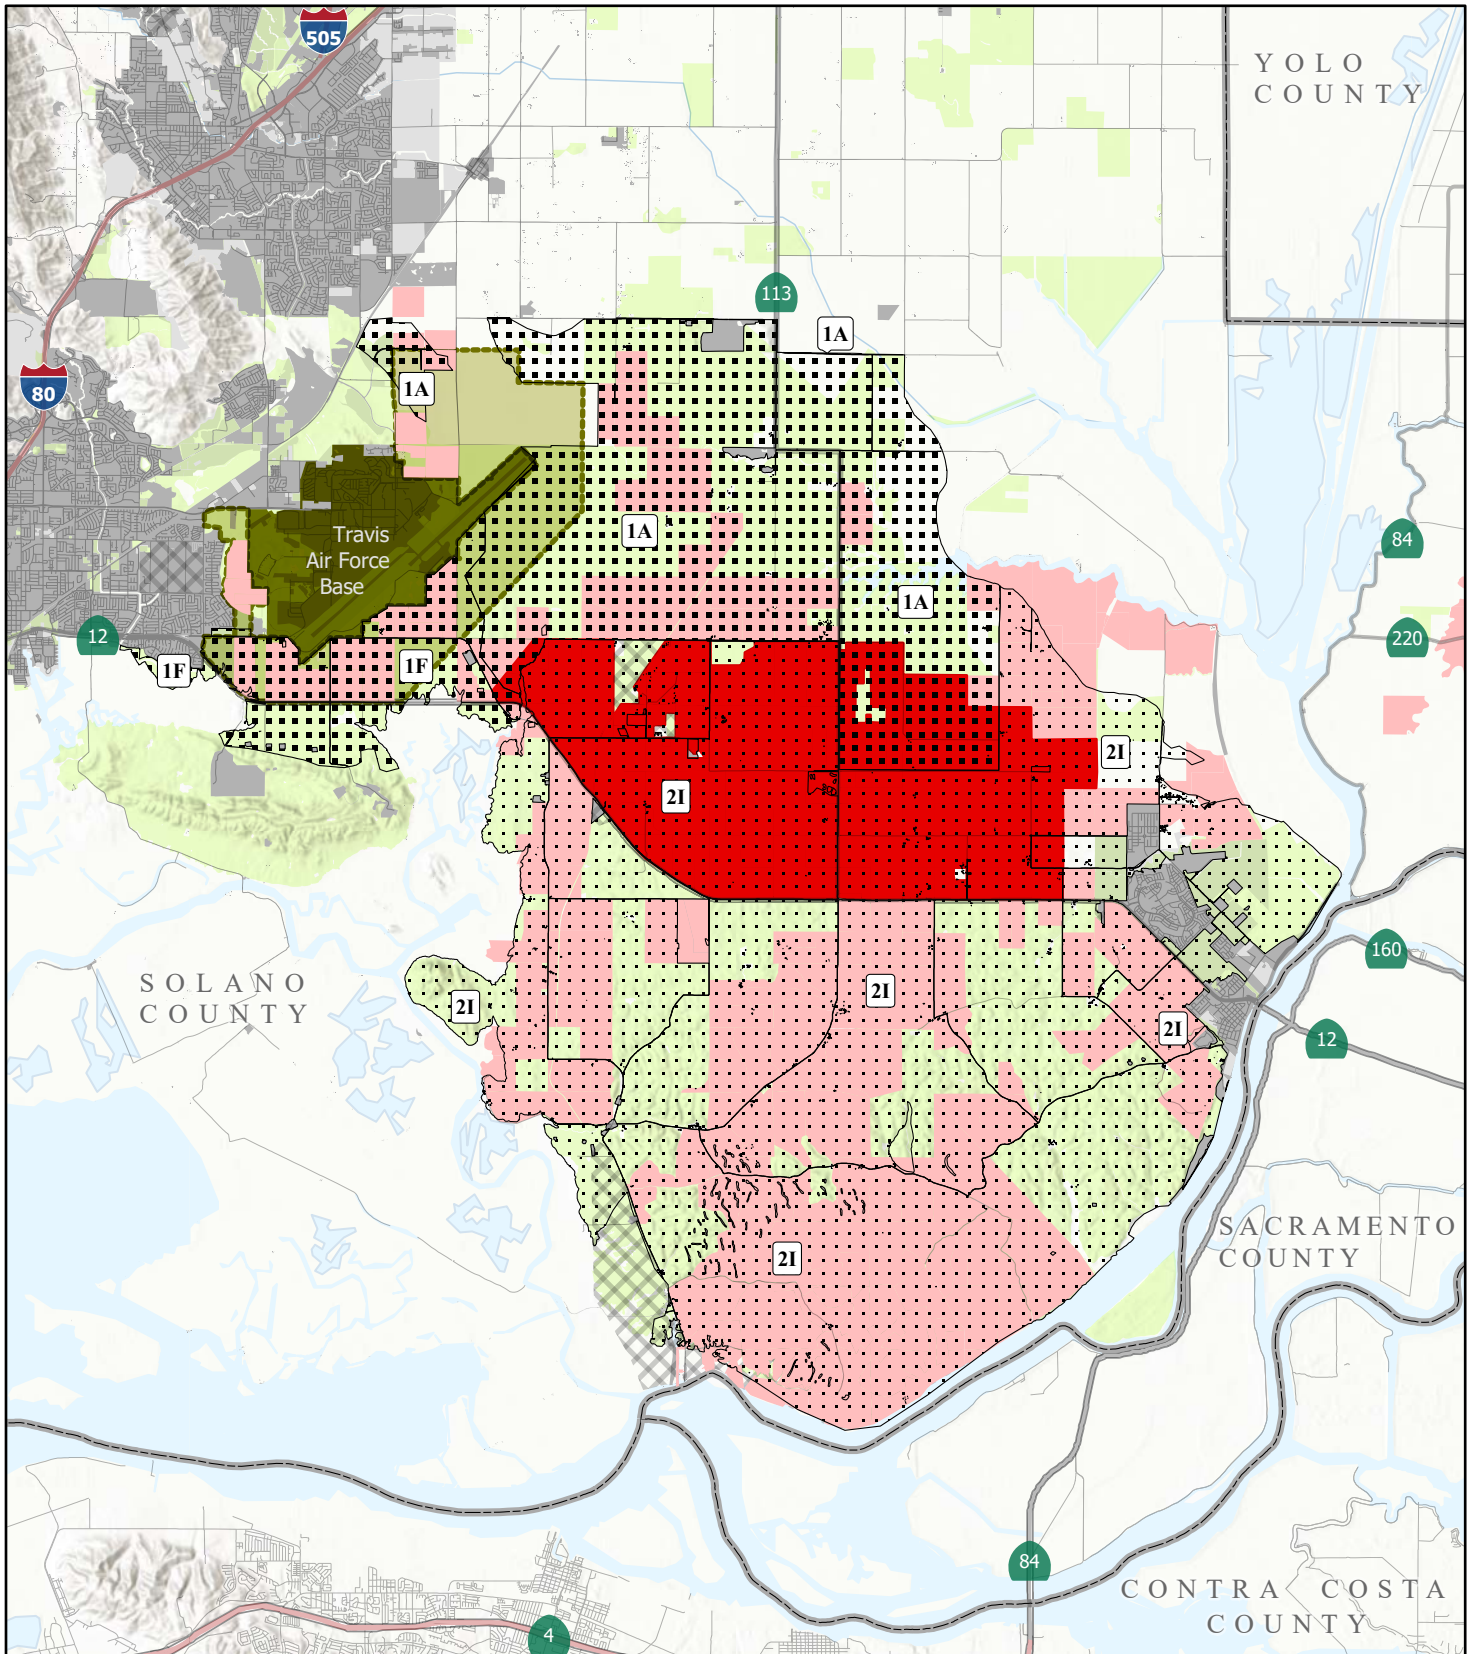 505
YOLO
COUNTY
113
1A
80
1A
1A
84
Travis
Air Force
Base
1A
12
220
1F
1F
2I
2I
160
SOLANO
COUNTY
2I
2I
2I
12
SACRAMENTO
COUNTY
2I
84
CONTRA COSTA
COUNTY
4